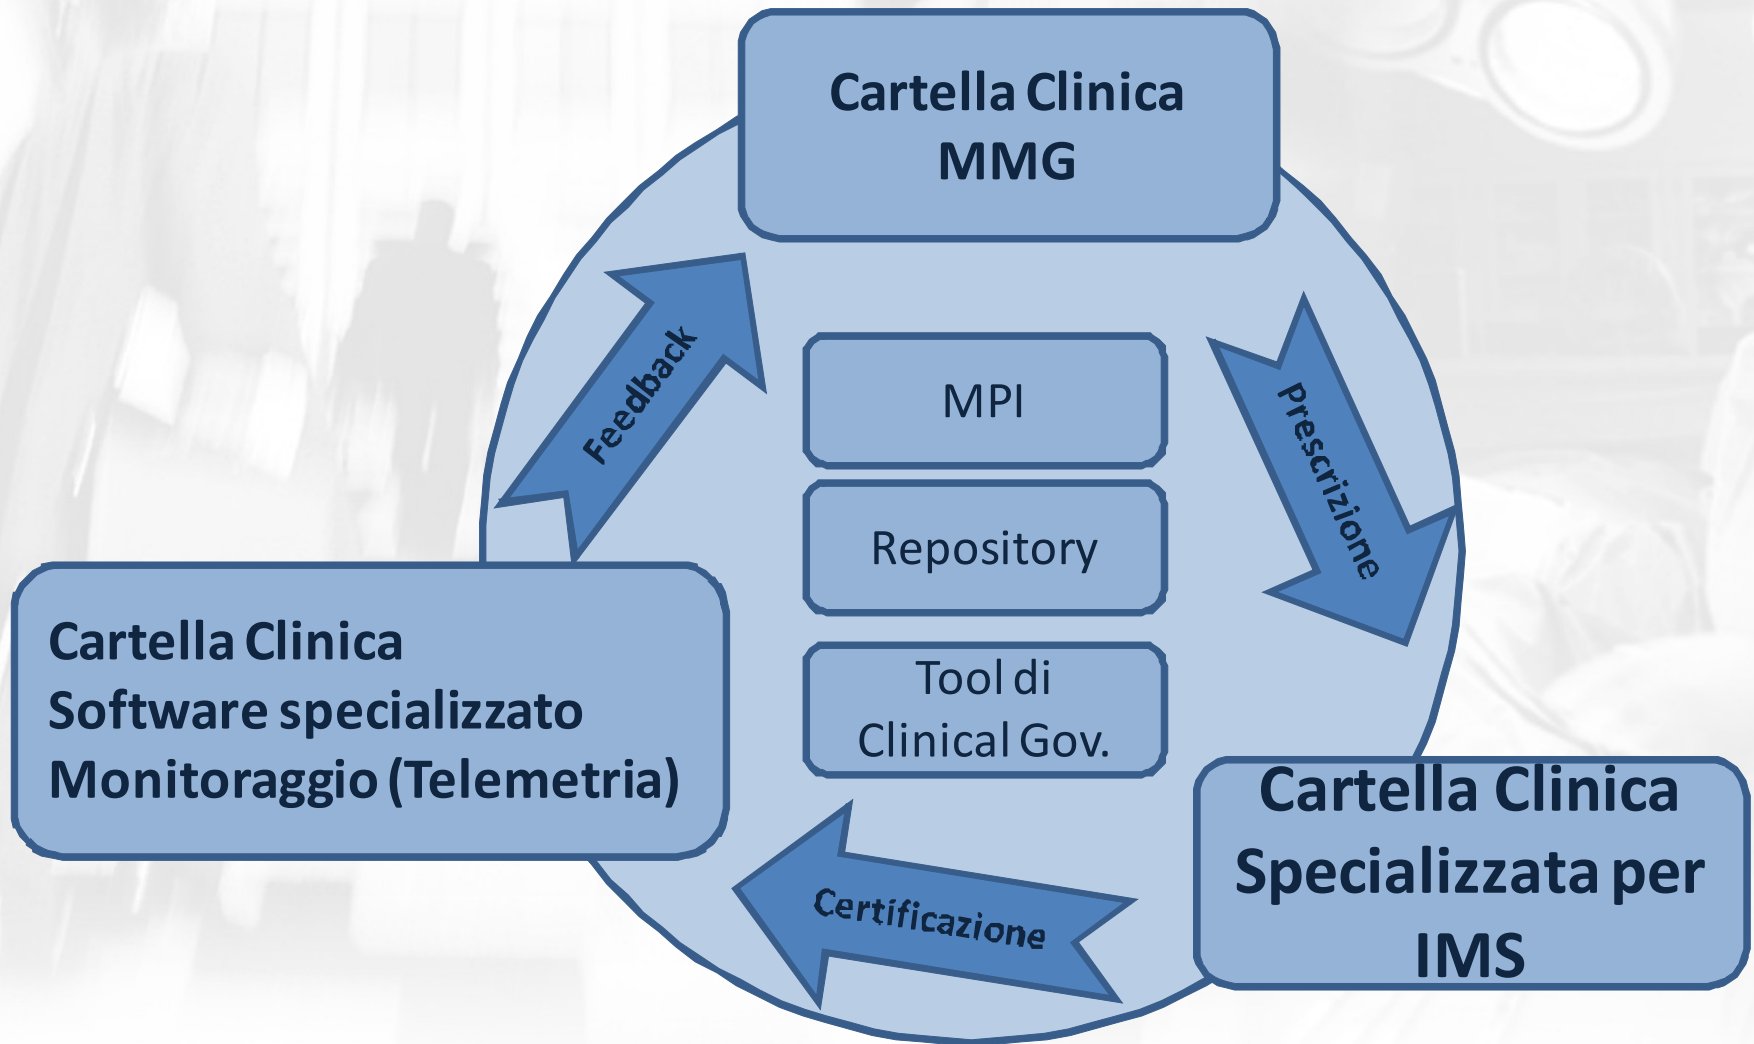 Cartella Clinica
MMG
Feedback
Prescrizione
MPI
Repository
Tool di
Clinical Gov.
Cartella Clinica
Software specializzato
Monitoraggio (Telemetria)
Cartella Clinica
Specializzata per
IMS
Certificazione